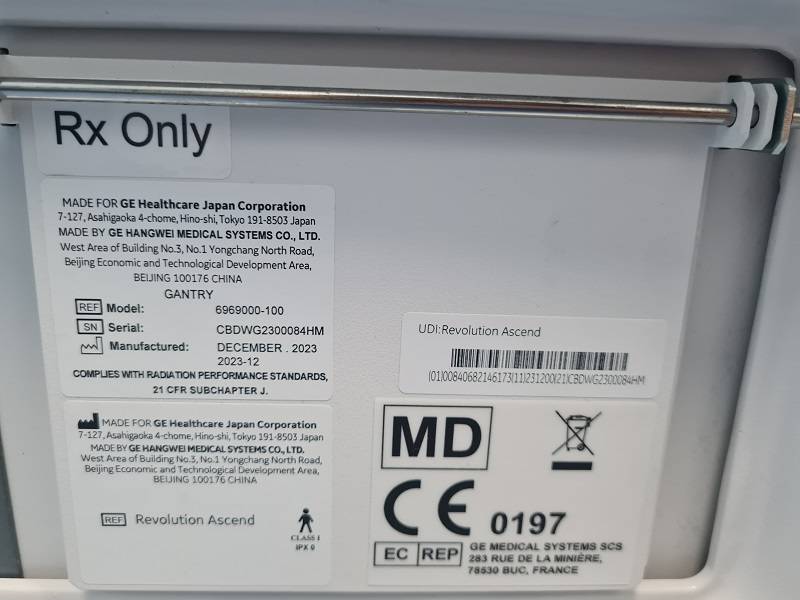 Rx Only
MADE FOR GE Healthcare Japan Corporation
7-127, Asahigaoka 4-chome, Hino-shi, Tokyo 191-8503 Japan
MADE BY GE HANGWEI MEDICAL SYSTEMS CO., LTD.
West Area of Building No.3, No.1 Yongchang North Road,
Beijing Economic and Technological Development Area,
BEIJING 100176 CHINA
GANTRY
REF Model: 6969000-100
SN Serial: CBDWG2300084HM
Manufactured: DECEMBER . 2023
2023-12
COMPLIES WITH RADIATION PERFORMANCE STANDARDS,
21 CFR SUBCHAPTER J.
MADE FOR GE Healthcare Japan Corporation
7-127, Asahigaoka 4-chome, Hino-shi, Tokyo 191-8503 Japan
MADE BY GE HANGWEI MEDICAL SYSTEMS CO., LTD.
West Area of Building No.3, No.1 Yongchang North Road,
Beijing Economic and Technological Development Area,
BEIJING 100176 CHINA
REF Revolution Ascend
CLASS I
IPX 0
UDI:Revolution Ascend
(01)00840682146173(11)231200(21)CBDWG2300084HM
MD
CE 0197
EC REP GE MEDICAL SYSTEMS SCS
283 RUE DE LA MINIÈRE,
78530 BUC, FRANCE